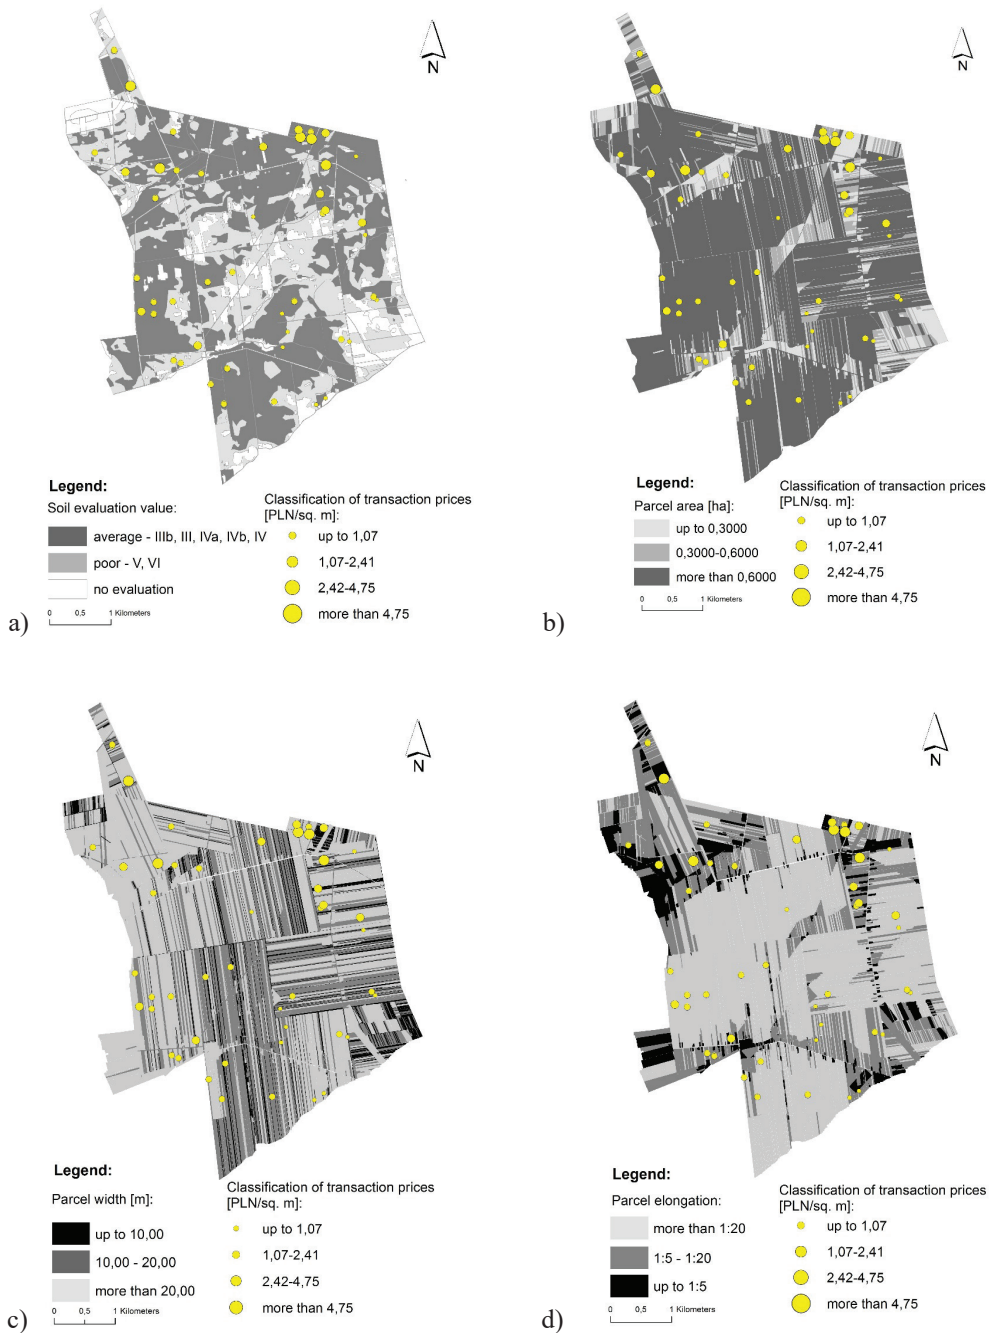 N
N
Legend:
Soil evaluation value:
average - IIIb, III, IVa, IVb, IV
poor - V, VI
no evaluation
0 0,5 1 Kilometers
Classification of transaction prices
[PLN/sq. m]:
up to 1,07
1,07-2,41
2,42-4,75
more than 4,75
a)
Legend:
Parcel area [ha]:
up to 0,3000
0,3000-0,6000
more than 0,6000
0 0,5 1 Kilometers
Classification of transaction prices
[PLN/sq. m]:
up to 1,07
1,07-2,41
2,42-4,75
more than 4,75
b)
N
N
Legend:
Parcel width [m]:
up to 10,00
10,00 - 20,00
more than 20,00
0 0,5 1 Kilometers
Classification of transaction prices
[PLN/sq. m]:
up to 1,07
1,07-2,41
2,42-4,75
more than 4,75
c)
Legend:
Parcel elongation:
more than 1:20
1:5 - 1:20
up to 1:5
0 0,5 1 Kilometers
Classification of transaction prices
[PLN/sq. m]:
up to 1,07
1,07-2,41
2,42-4,75
more than 4,75
d)